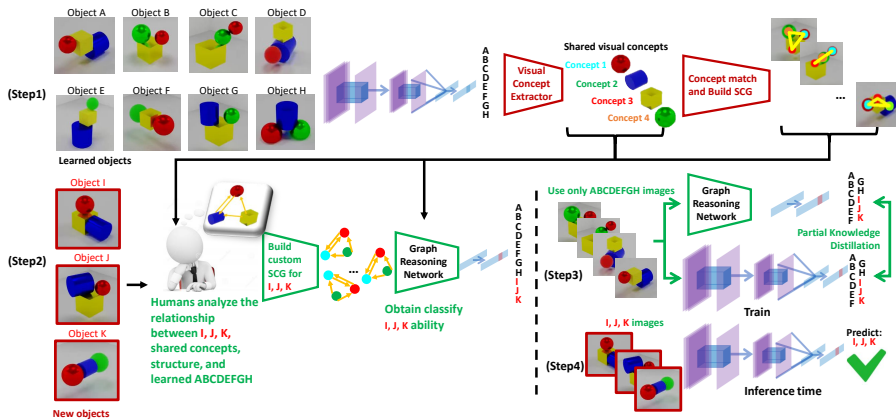 Object A
Object B
Object C
Object D
(Step1)
Object E
Object F
Object G
Object H
Learned objects
A
B
C
D
E
F
G
H
Visual
Concept
Extractor
Shared visual concepts
Concept 1
Concept 2
Concept 3
Concept 4
Concept match
and Build SCG
...
Object I
(Step2)
Object J
Object K
New objects
Humans analyze the
relationship
between I, J, K,
shared concepts,
structure, and
learned ABCDEFGH
Build
custom
SCG for
I, J, K
...
Graph
Reasoning
Network
Obtain classify
I, J, K ability
A
B
C
D
E
F
G
H
I
J
K
Use only ABCDEFGH images
(Step3)
Graph
Reasoning
Network
A G
B H
C I
D J
E K
F
Partial Knowledge
Distillation
A G
B H
C I
D J
E K
F
Train
I, J, K images
(Step4)
Predict:
I, J, K
Inference time